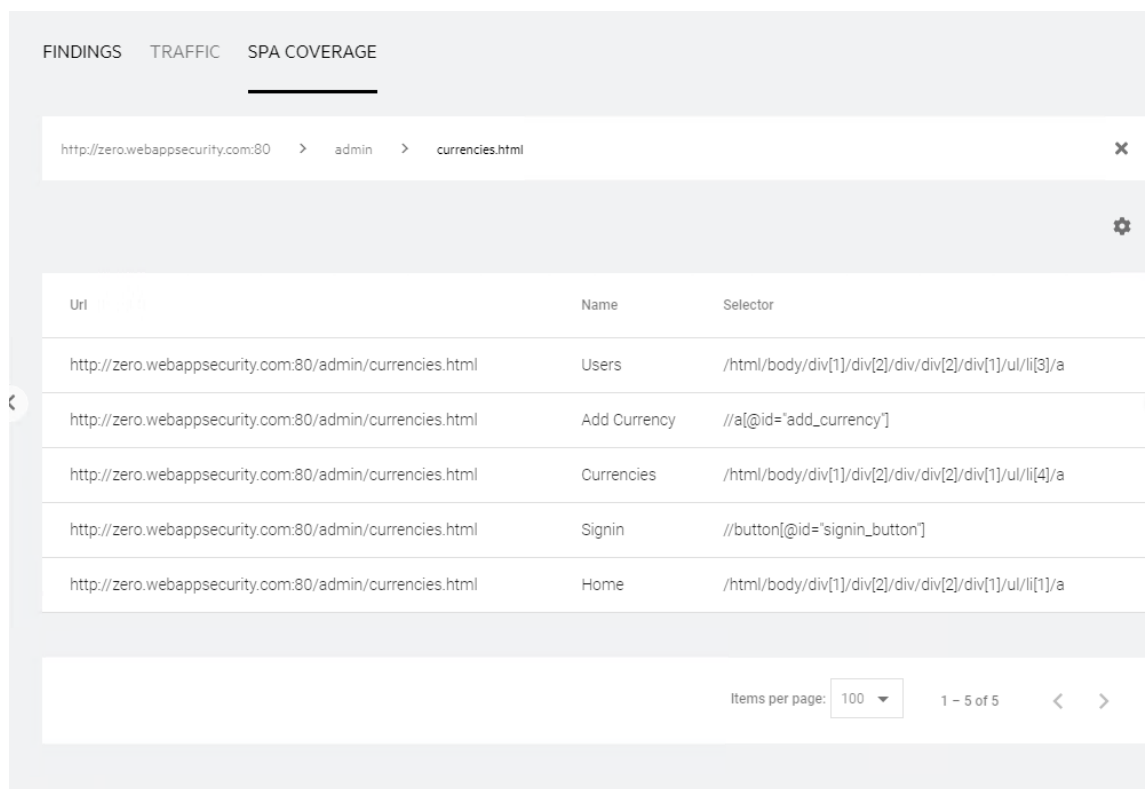 FINDINGS TRAFFIC SPA COVERAGE
http://zero.webappsecurity.com:80 > admin > currencies.html
Url Name Selector
http://zero.webappsecurity.com:80/admin/currencies.html Users /html/body/div[1]/div[2]/div/div[2]/div[1]/ul/li[3]/a
http://zero.webappsecurity.com:80/admin/currencies.html Add Currency //a[@id="add_currency"]
http://zero.webappsecurity.com:80/admin/currencies.html Currencies /html/body/div[1]/div[2]/div/div[2]/div[1]/ul/li[4]/a
http://zero.webappsecurity.com:80/admin/currencies.html Signin //button[@id="signin_button"]
http://zero.webappsecurity.com:80/admin/currencies.html Home /html/body/div[1]/div[2]/div/div[2]/div[1]/ul/li[1]/a
Items per page: 100 1 – 5 of 5